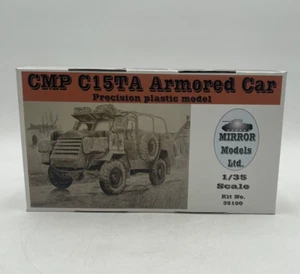 CMP C15TA Armored Car
Precision plastic model
MIRROR
Models
Ltd.
1/35
Scale
Kit No.
35100